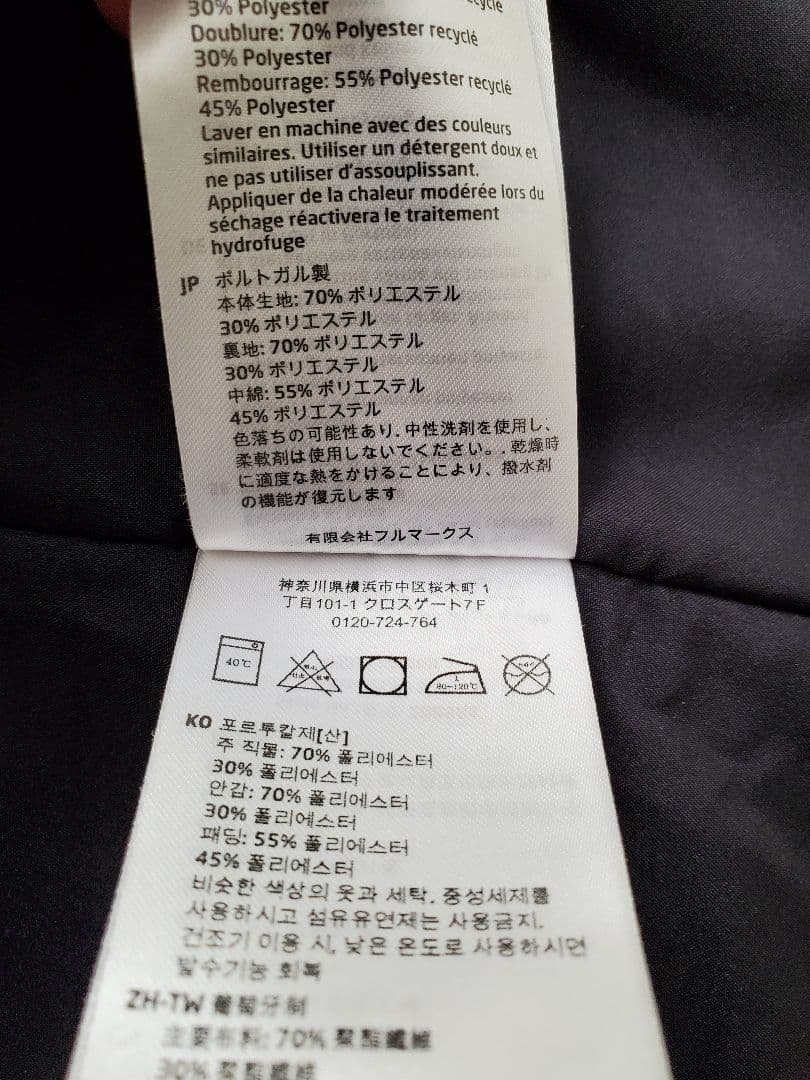 30% Polyester
Doublure: 70% Polyester recyclé
30% Polyester
Rembourrage: 55% Polyester recyclé
45% Polyester
Laver en machine avec des couleurs
similaires. Utiliser un détergent doux et
ne pas utiliser d'assouplissant.
Appliquer de la chaleur modérée lors du
séchage réactivera le traitement
hydrofuge
JP ポルトガル製
本体生地: 70% ポリエステル
30% ポリエステル
裏地: 70% ポリエステル
30% ポリエステル
中綿: 55% ポリエステル
45% ポリエステル
色落ちの可能性あり. 中性洗剤を使用し、
柔軟剤は使用しないでください。. 乾燥時
に適度な熱をかけることにより、撥水剤
の機能が復元します
有限会社フルマークス
神奈川県横浜市中区桜木町1
丁目101-1 クロスゲート7F
0120-724-764
40℃
80~120℃
KO 포르투칼제[산]
주 직물: 70% 폴리에스터
30% 폴리에스터
안감: 70% 폴리에스터
30% 폴리에스터
패딩: 55% 폴리에스터
45% 폴리에스터
비슷한 색상의 옷과 세탁. 중성세제를
사용하시고 섬유유연제는 사용금지.
건조기 이용 시, 낮은 온도로 사용하시면
발수기능 회복
ZH-TW 葡萄牙制
主要布料: 70% 聚酯纖維
30% 聚酯纖維